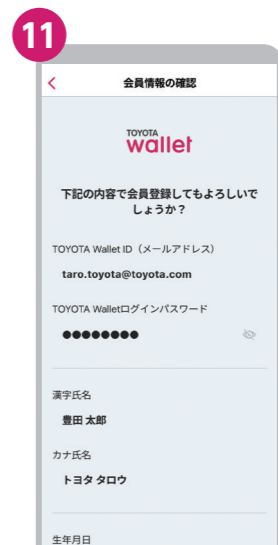 11
会員情報の確認
TOYOTA
wallet
下記の内容で会員登録してもよろしいで
しょうか？
TOYOTA Wallet ID（メールアドレス）
taro.toyota@toyota.com
TOYOTA Walletログインパスワード
●●●●●●●●
漢字氏名
豊田 太郎
カナ氏名
トヨタ タロウ
生年月日